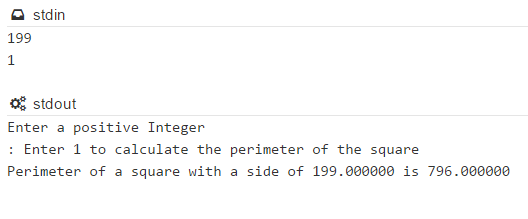 stdin
199
1
stdout
Enter a positive Integer
: Enter 1 to calculate the perimeter of the square
Perimeter of a square with a side of 199.000000 is 796.000000